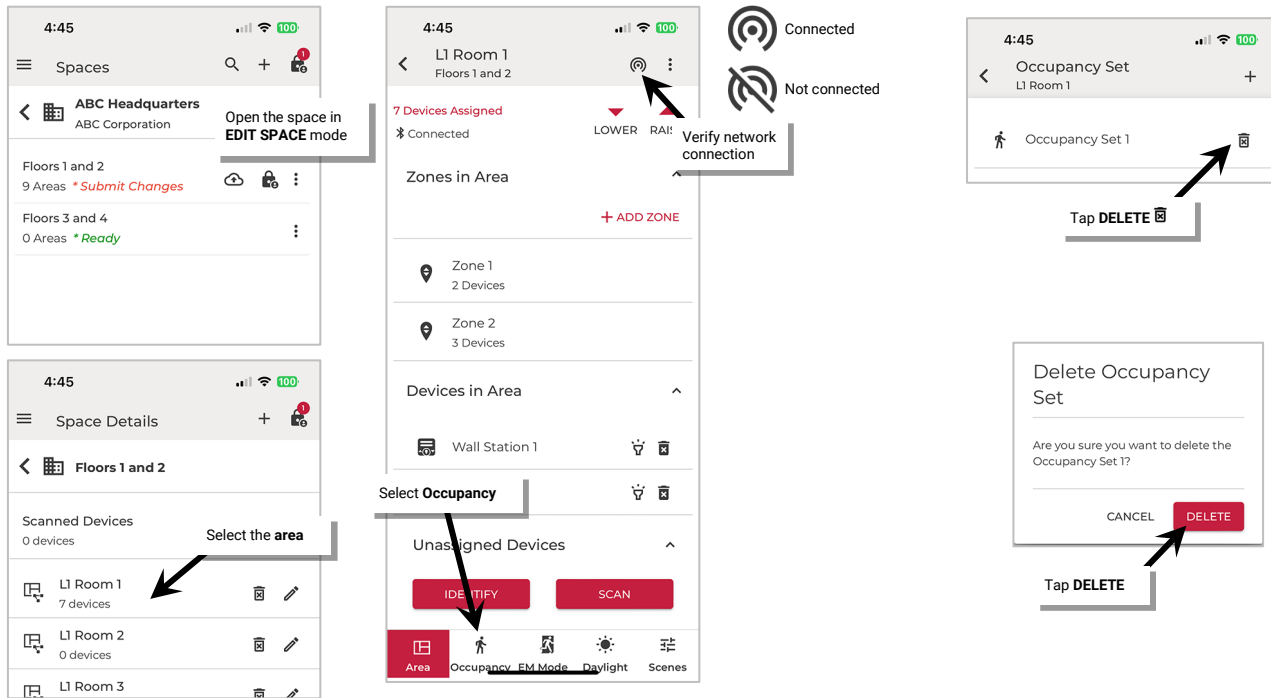 4:45
100
Spaces
1
ABC Headquarters
ABC Corporation
Open the space in
EDIT SPACE mode
Floors 1 and 2
9 Areas * Submit Changes
Floors 3 and 4
0 Areas * Ready
4:45
100
Space Details
1
Floors 1 and 2
Scanned Devices
0 devices
Select the area
L1 Room 1
7 devices
L1 Room 2
0 devices
L1 Room 3
4:45
100
L1 Room 1
Floors 1 and 2
7 Devices Assigned
Connected
LOWER
Verify network
connection
Zones in Area
+ ADD ZONE
Zone 1
2 Devices
Zone 2
3 Devices
Devices in Area
Wall Station 1
Select Occupancy
Unassigned Devices
IDENTIFY
SCAN
Area
Occupancy
EM Mode
Daylight
Scenes
Connected
Not connected
4:45
100
Occupancy Set
L1 Room 1
Occupancy Set 1
Tap DELETE
Delete Occupancy
Set
Are you sure you want to delete the
Occupancy Set 1?
CANCEL
DELETE
Tap DELETE